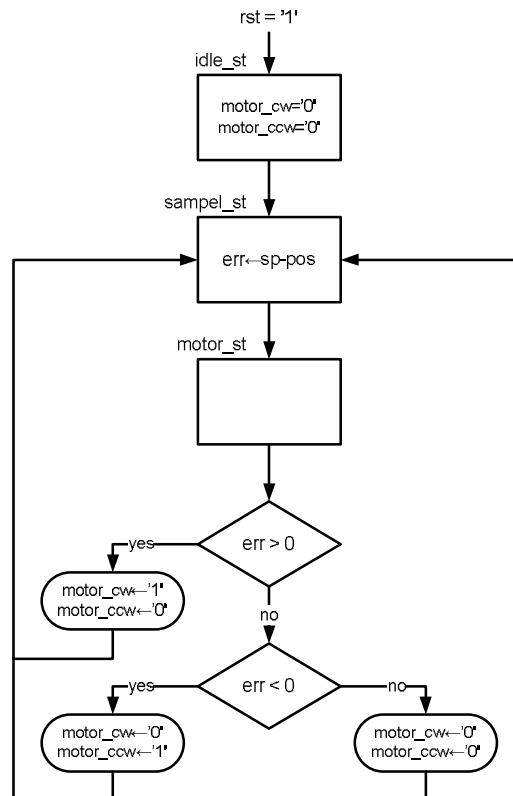 rst = '1'
idle_st
motor_cw='0'
motor_ccw='0'
sampel_st
err←sp-pos
motor_st
err > 0
yes
motor_cw←'1'
motor_ccw←'0'
no
err < 0
yes
no
motor_cw←'0'
motor_ccw←'1'
motor_cw←'0'
motor_ccw←'0'